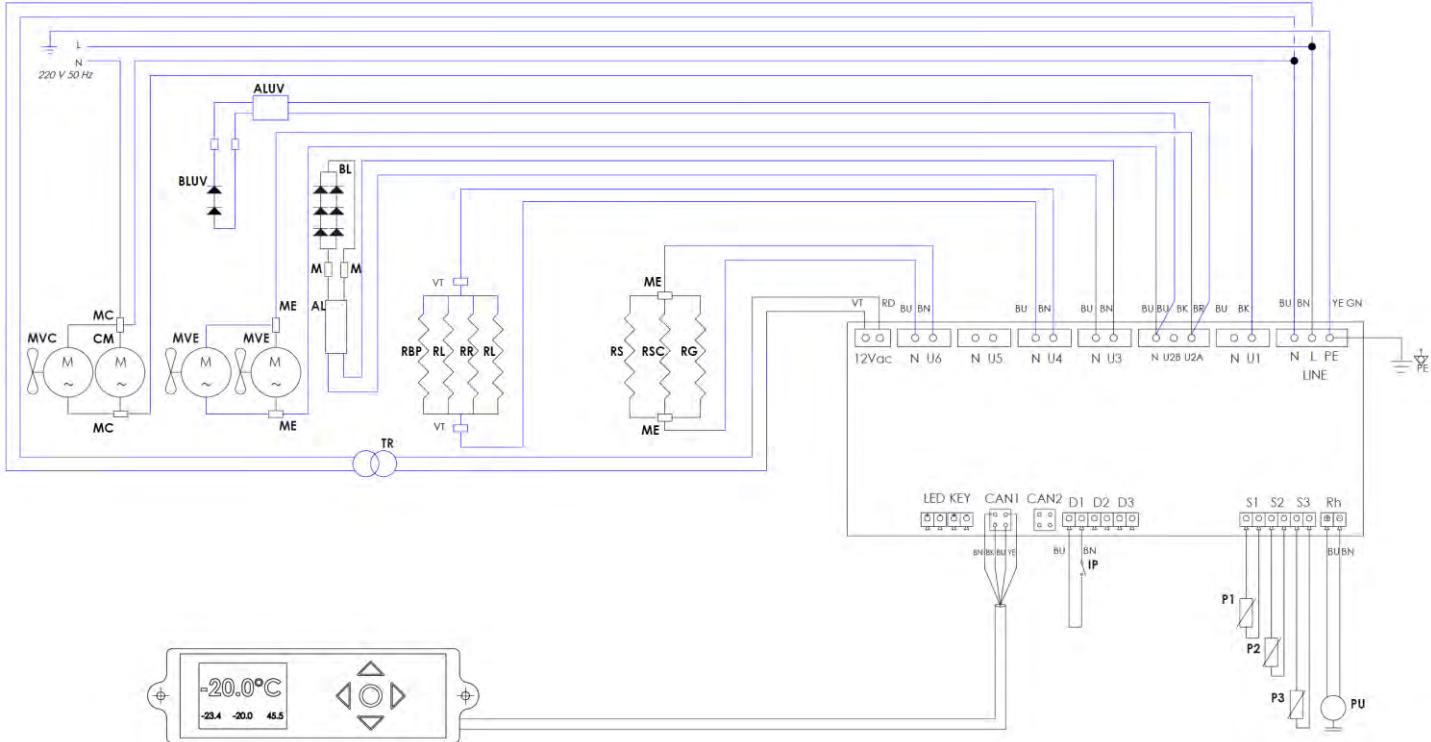 L
N
220 V 50 Hz
ALUV
BLUV
BL
M M
AL
VT
ME
MC
ME
MVC CM
MVE
M
~
M
~
M
~
M
~
RBP RL RR RL
RS RSC RG
MC
ME
VT
ME
TR
VT RD BU BN BU BN BU BN BU BU BK BR BU BK BU BN YE GN
12Vac N U6 N U5 N U4 N U3 N U2B U2A N U1 N L PE
LINE
PE
LED KEY CAN1 CAN2 D1 D2 D3 S1 S2 S3 Rh
BN BK BU YE BU BN BU BN
IP
P1
P2
P3 PU
-20.0°C
-23.4 -20.0 45.5